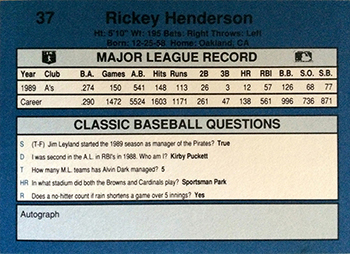 37 Rickey Henderson
Ht: 5'10" Wt: 195 Bats: Right Throws: Left
Born: 12-25-58 Home: Oakland, CA
MAJOR LEAGUE RECORD
Year Club B.A. Games A.B. Hits Runs 2B 3B HR RBI B.B. S.O. S.B.
1989 A's .274 150 541 148 113 26 3 12 57 126 68 77
Career .290 1472 5524 1603 1171 261 47 138 561 996 736 871
CLASSIC BASEBALL QUESTIONS
S (T-F) Jim Leyland started the 1989 season as manager of the Pirates? True
D I was second in the A.L. in RBI's in 1988. Who am I? Kirby Puckett
T How many M.L. teams has Alvin Dark managed? 5
HR In what stadium did both the Browns and Cardinals play? Sportsman Park
R Does a no-hitter count if rain shortens a game over 5 innings? Yes
Autograph